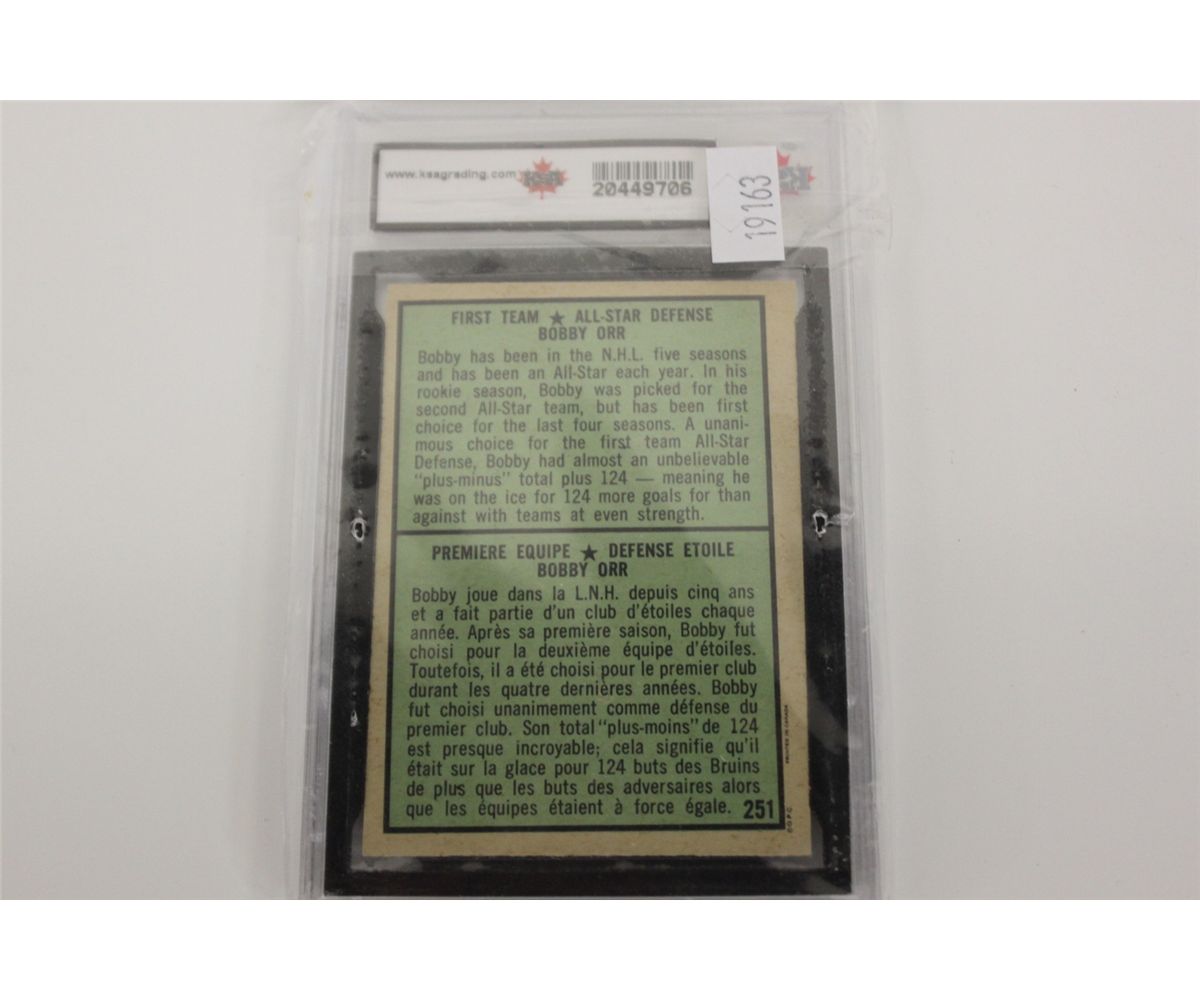 www.ksagrading.com KSA
20449706
KSA
19163
FIRST TEAM ★ ALL-STAR DEFENSE
BOBBY ORR
Bobby has been in the N.H.L. five seasons
and has been an All-Star each year. In his
rookie season, Bobby was picked for the
second All-Star team, but has been first
choice for the last four seasons. A unani-
mous choice for the first team All-Star
Defense, Bobby had almost an unbelievable
"plus-minus" total plus 124 — meaning he
was on the ice for 124 more goals for than
against with teams at even strength.
PREMIERE EQUIPE ★ DEFENSE ETOILE
BOBBY ORR
Bobby joue dans la L.N.H. depuis cinq ans
et a fait partie d'un club d'étoiles chaque
année. Après sa première saison, Bobby fut
choisi pour la deuxième équipe d'étoiles.
Toutefois, il a été choisi pour le premier club
durant les quatre dernières années. Bobby
fut choisi unanimement comme défense du
premier club. Son total "plus-moins" de 124
est presque incroyable; cela signifie qu'il
était sur la glace pour 124 buts des Bruins
de plus que les buts des adversaires alors
que les équipes étaient à force égale. 251
© O.P.C. PRINTED IN CANADA